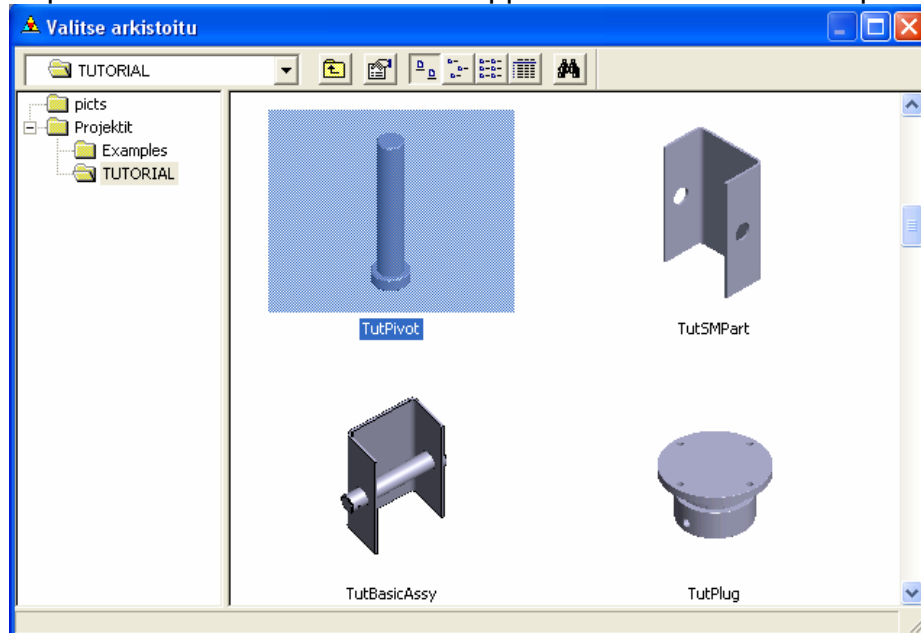 Valitse arkistoitu
TUTORIAL
picts
Projektit
Examples
TUTORIAL
TutPivot
TutSMPart
TutBasicAssy
TutPlug